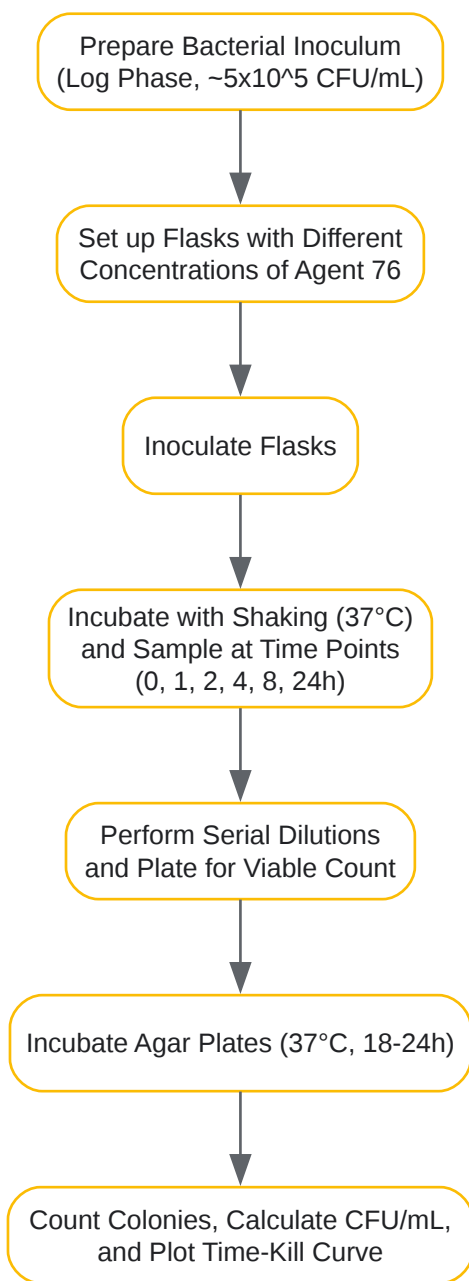 Prepare Bacterial Inoculum
(Log Phase, ~5x10^5 CFU/mL)
Set up Flasks with Different
Concentrations of Agent 76
Inoculate Flasks
Incubate with Shaking (37°C)
and Sample at Time Points
(0, 1, 2, 4, 8, 24h)
Perform Serial Dilutions
and Plate for Viable Count
Incubate Agar Plates (37°C, 18-24h)
Count Colonies, Calculate CFU/mL,
and Plot Time-Kill Curve